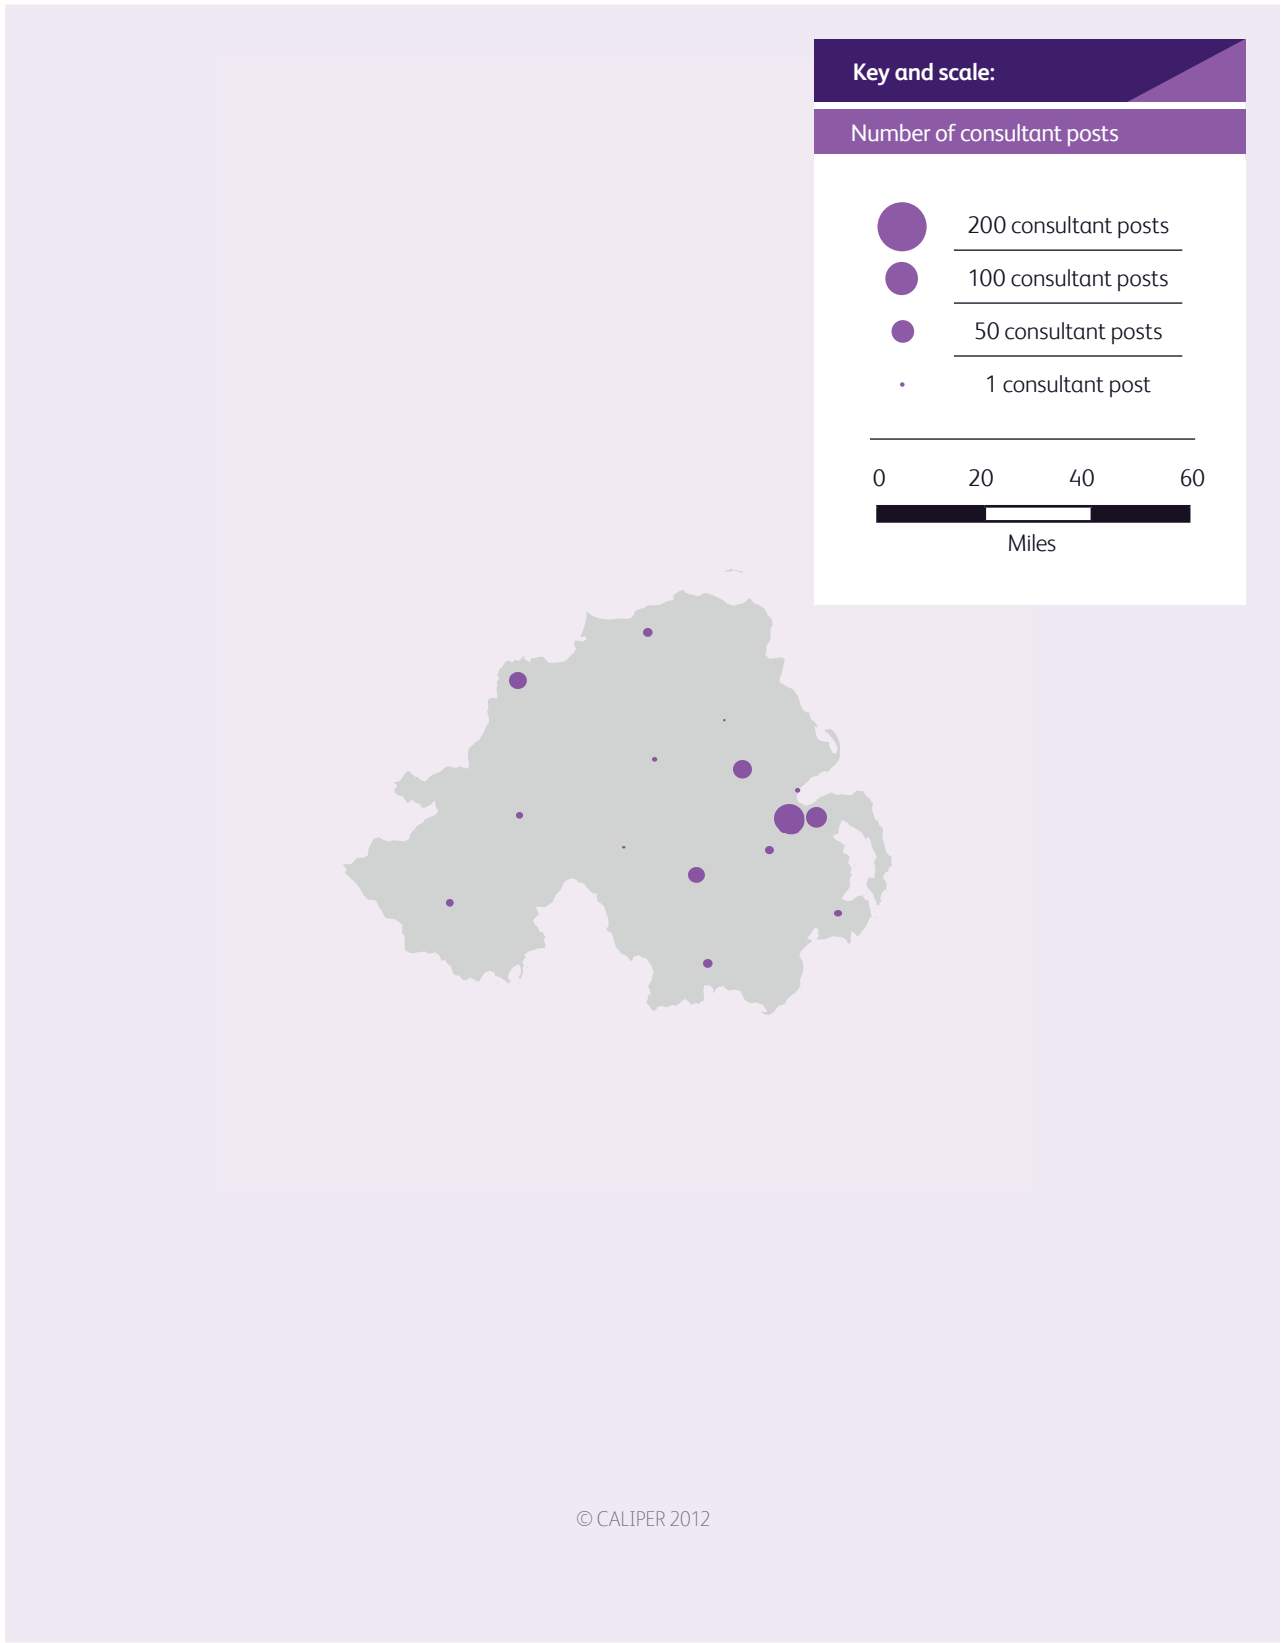 Key and scale:
Number of consultant posts
200 consultant posts
100 consultant posts
50 consultant posts
1 consultant post
0 20 40 60
Miles
© CALIPER 2012